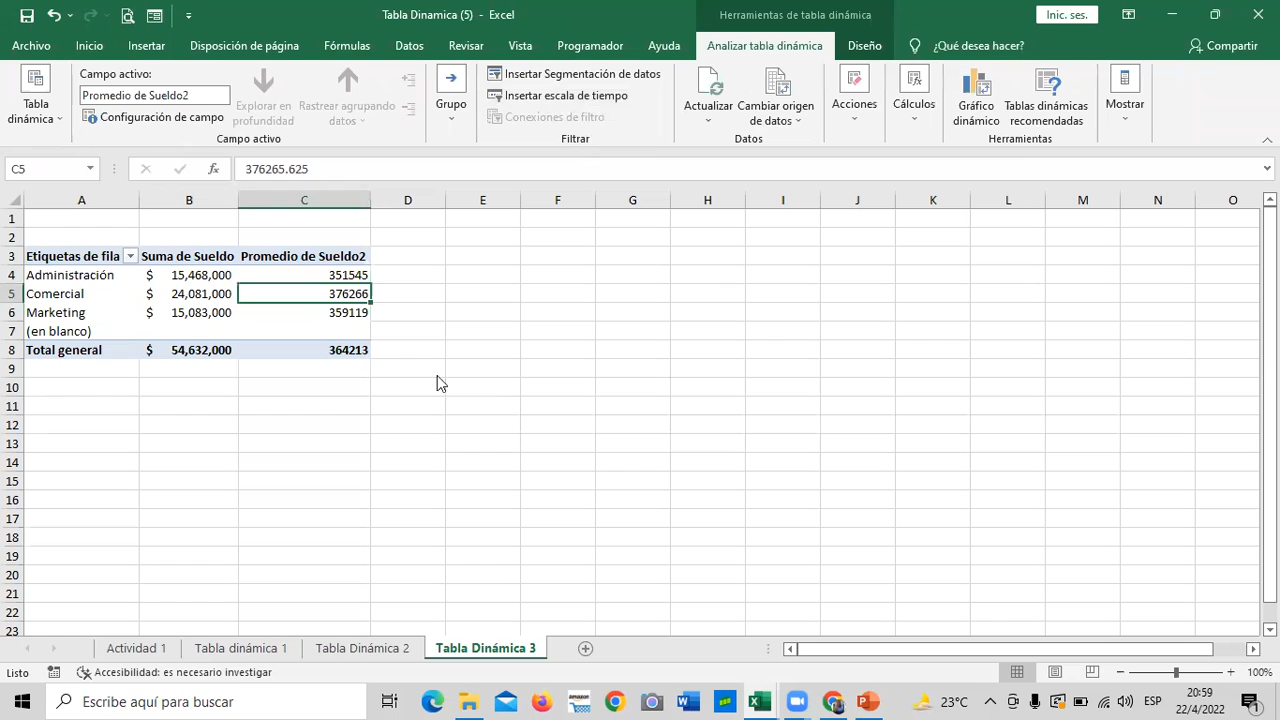 Tabla Dinamica (5) - Excel
Herramientas de tabla dinámica
Inic. ses.
Archivo Inicio Insertar Disposición de página Fórmulas Datos Revisar Vista Programador Ayuda Analizar tabla dinámica Diseño ¿Qué desea hacer? Compartir
Tabla dinámica
Campo activo:
Promedio de Sueldo2
Configuración de campo
Explorar en profundidad
Rastrear agrupando datos
Campo activo
Grupo
Insertar Segmentación de datos
Insertar escala de tiempo
Conexiones de filtro
Filtrar
Actualizar
Cambiar origen de datos
Datos
Acciones
Cálculos
Gráfico dinámico
Tablas dinámicas recomendadas
Herramientas
Mostrar
C5 fx 376265.625
A B C D E F G H I J K L M N O
1
2
3 Etiquetas de fila Suma de Sueldo Promedio de Sueldo2
4 Administración $ 15,468,000 351545
5 Comercial $ 24,081,000 376266
6 Marketing $ 15,083,000 359119
7 (en blanco)
8 Total general $ 54,632,000 364213
9
10
11
12
13
14
15
16
17
18
19
20
21
22
23
Actividad 1 Tabla dinámica 1 Tabla Dinámica 2 Tabla Dinámica 3
Listo Accesibilidad: es necesario investigar 100%
Escribe aquí para buscar 23°C ESP 20:59
22/4/2022